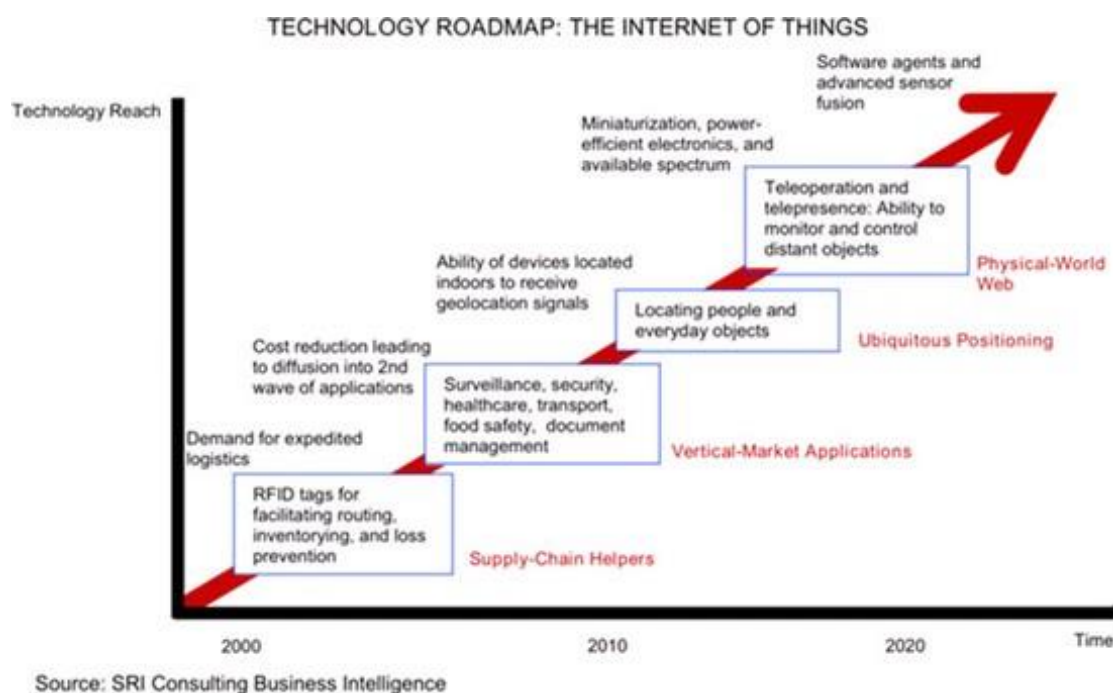 TECHNOLOGY ROADMAP: THE INTERNET OF THINGS
Technology Reach
Software agents and
advanced sensor
fusion
Miniaturization, power-
efficient electronics, and
available spectrum
Teleoperation and
telepresence: Ability to
monitor and control
distant objects
Physical-World
Web
Ability of devices located
indoors to receive
geolocation signals
Locating people and
everyday objects
Ubiquitous Positioning
Cost reduction leading
to diffusion into 2nd
wave of applications
Surveillance, security,
healthcare, transport,
food safety, document
management
Vertical-Market Applications
Demand for expedited
logistics
RFID tags for
facilitating routing,
inventorying, and loss
prevention
Supply-Chain Helpers
2000
2010
2020
Time
Source: SRI Consulting Business Intelligence